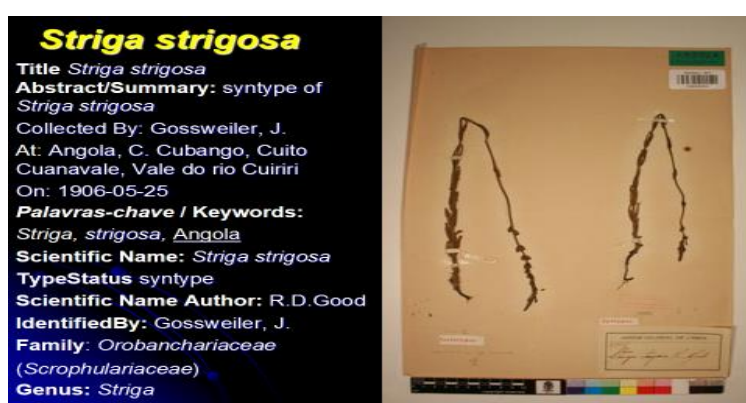 Striga strigosa
Title Striga strigosa
Abstract/Summary: syntype of
Striga strigosa
Collected By: Gossweiler, J.
At: Angola, C. Cubango, Cuito
Cuanavale, Vale do rio Cuiriri
On: 1906-05-25
Palavras-chave / Keywords:
Striga, strigosa, Angola
Scientific Name: Striga strigosa
TypeStatus syntype
Scientific Name Author: R.D.Good
IdentifiedBy: Gossweiler, J.
Family: Orobanchariaceae
(Scrophulariaceae)
Genus: Striga